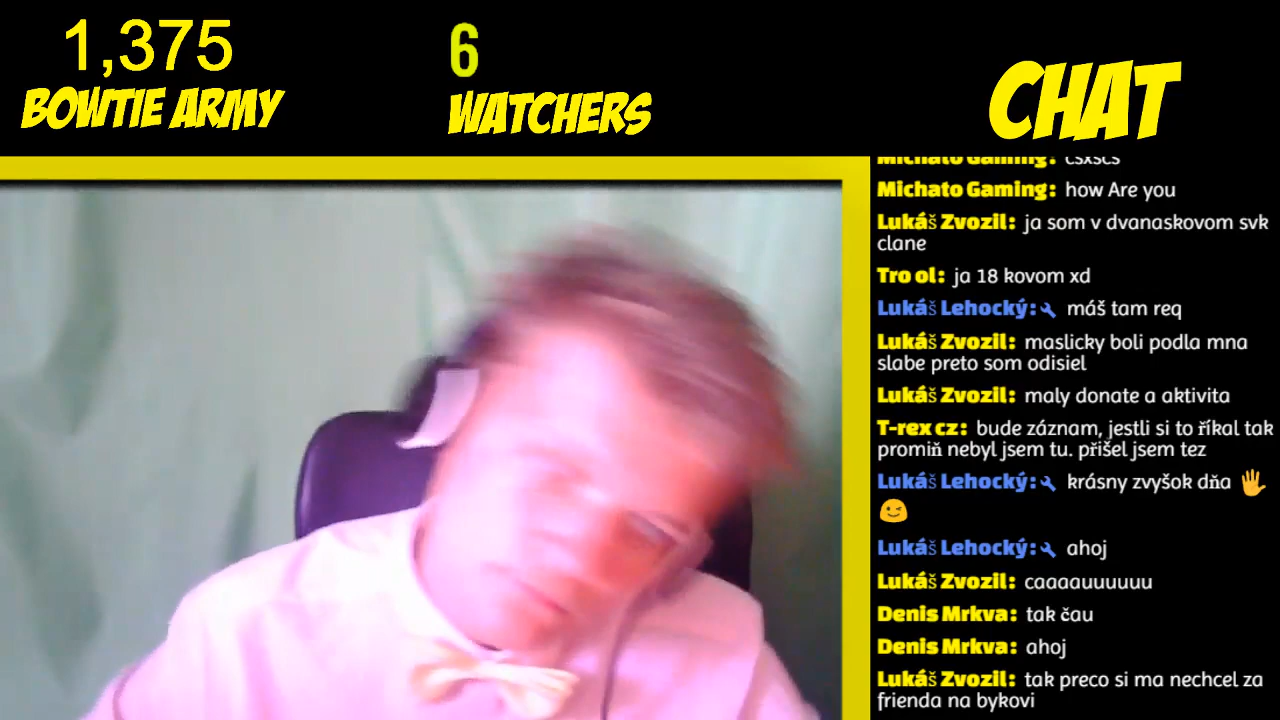 1,375
BOWTIE ARMY
6
WATCHERS
CHAT
Michato Gaming: csxscs
Michato Gaming: how Are you
Lukáš Zvozil: ja som v dvanaskovom svk
clane
Tro ol: ja 18 kovom xd
Lukáš Lehocký: máš tam req
Lukáš Zvozil: maslicky boli podla mna
slabe preto som odisiel
Lukáš Zvozil: maly donate a aktivita
T-rex cz: bude záznam, jestli si to říkal tak
promiň nebyl jsem tu. přišel jsem tez
Lukáš Lehocký: krásny zvyšok dňa 🖐
😉
Lukáš Lehocký: ahoj
Lukáš Zvozil: caaaauuuuuu
Denis Mrkva: tak čau
Denis Mrkva: ahoj
Lukáš Zvozil: tak preco si ma nechcel za
frienda na bykovi